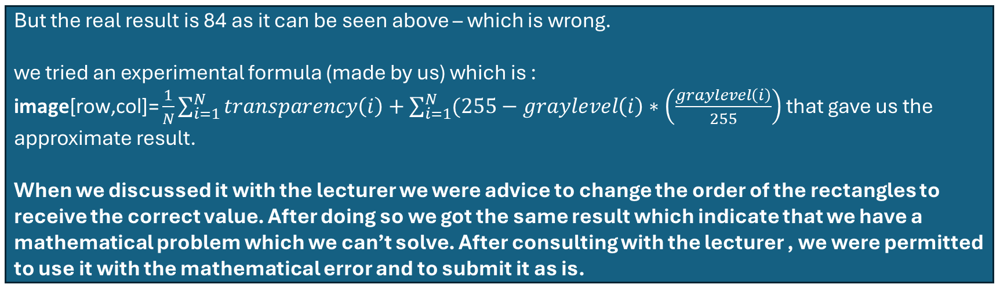 But the real result is 84 as it can be seen above – which is wrong.
we tried an experimental formula (made by us) which is :
image[row,col]=\frac{1}{N}\sum_{i=1}^{N} transparency(i) + \sum_{i=1}^{N}(255 − graylevel(i) * \left(\frac{graylevel(i)}{255}\right) that gave us the
approximate result.
When we discussed it with the lecturer we were advice to change the order of the rectangles to
receive the correct value. After doing so we got the same result which indicate that we have a
mathematical problem which we can’t solve. After consulting with the lecturer , we were permitted
to use it with the mathematical error and to submit it as is.